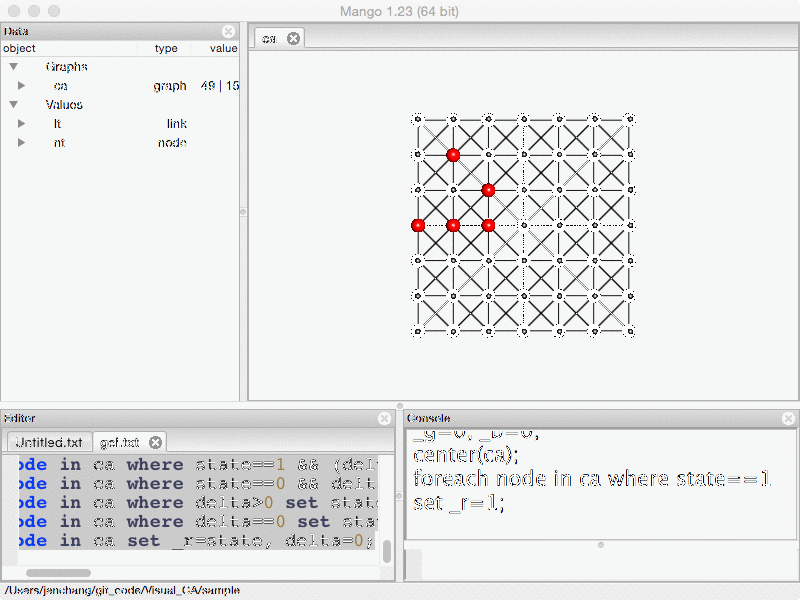 Mango 1.23 (64 bit)
Data
object type value
Graphs
ca graph 49 | 15
Values
lt link
nt node
ca
Editor
Untitled.txt gcf.txt
ode in ca where state==1 && (del
ode in ca where state==0 && delt
ode in ca where delta>0 set stat
ode in ca where delta==0 set sta
ode in ca set _r=state, delta=0;
Console
_g=0, _b=0;
center(ca);
foreach node in ca where state==1
set _r=1;
/Users/jenchang/git_code/Visual_CA/sample